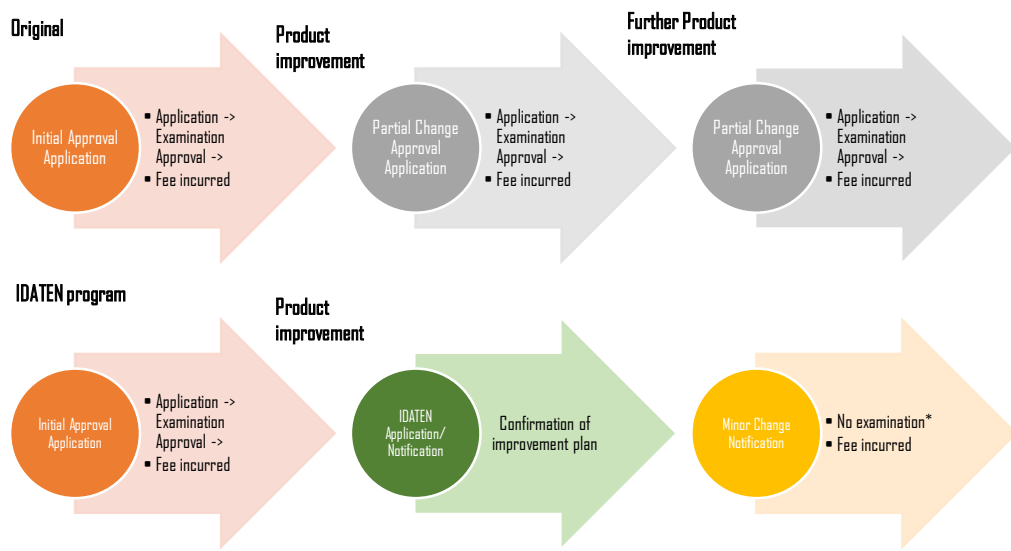 Original
Product
improvement
Further Product
improvement
Initial Approval
Application
▪ Application ->
Examination
Approval ->
▪ Fee incurred
Partial Change
Approval
Application
▪ Application ->
Examination
Approval ->
▪ Fee incurred
Partial Change
Approval
Application
▪ Application ->
Examination
Approval ->
▪ Fee incurred
IDATEN program
Product
improvement
Initial Approval
Application
▪ Application ->
Examination
Approval ->
▪ Fee incurred
IDATEN
Application/
Notification
Confirmation of
improvement plan
Minor Change
Notification
▪ No examination*
▪ Fee incurred